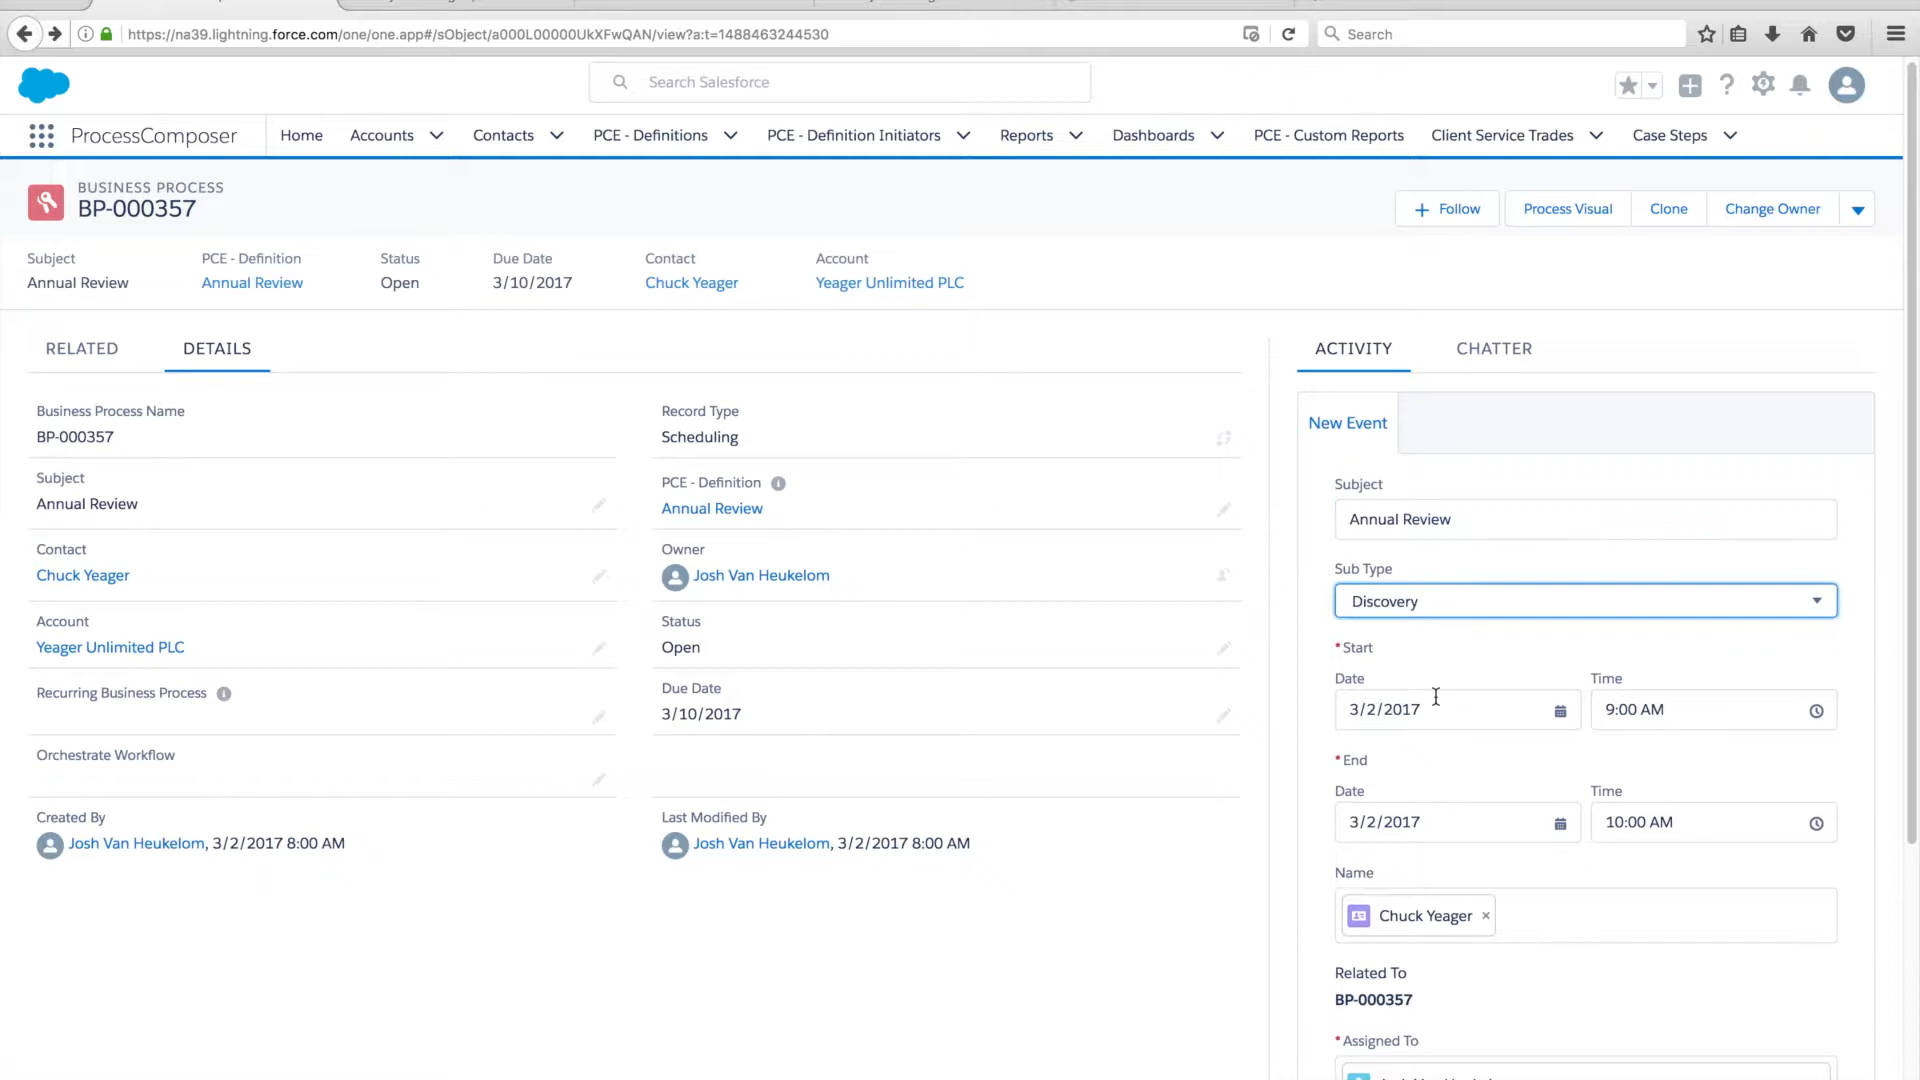 https://na39.lightning.force.com/one/one.app#/sObject/a000L00000UkXFwQAN/view?a:t=1488463244530
Search
Search Salesforce
ProcessComposer
Home
Accounts
Contacts
PCE - Definitions
PCE - Definition Initiators
Reports
Dashboards
PCE - Custom Reports
Client Service Trades
Case Steps
BUSINESS PROCESS
BP-000357
+ Follow
Process Visual
Clone
Change Owner
Subject
PCE - Definition
Status
Due Date
Contact
Account
Annual Review
Annual Review
Open
3/10/2017
Chuck Yeager
Yeager Unlimited PLC
RELATED
DETAILS
Business Process Name
BP-000357
Record Type
Scheduling
Subject
Annual Review
PCE - Definition
Annual Review
Contact
Chuck Yeager
Owner
Josh Van Heukelom
Account
Yeager Unlimited PLC
Status
Open
Recurring Business Process
Due Date
3/10/2017
Orchestrate Workflow
Created By
Josh Van Heukelom, 3/2/2017 8:00 AM
Last Modified By
Josh Van Heukelom, 3/2/2017 8:00 AM
ACTIVITY
CHATTER
New Event
Subject
Annual Review
Sub Type
Discovery
*Start
Date
Time
3/2/2017
9:00 AM
*End
Date
Time
3/2/2017
10:00 AM
Name
Chuck Yeager ×
Related To
BP-000357
*Assigned To